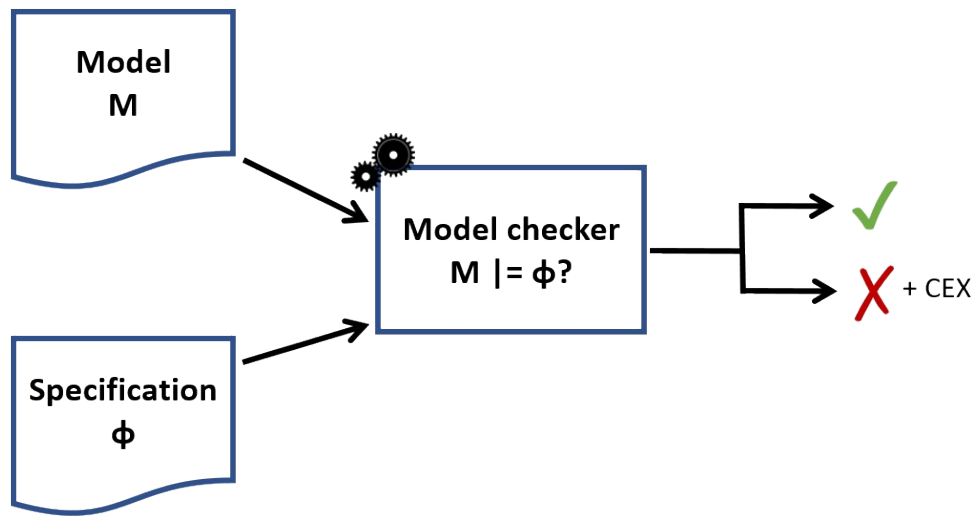 Model
M
Model checker
M |= ϕ?
+ CEX
Specification
ϕ